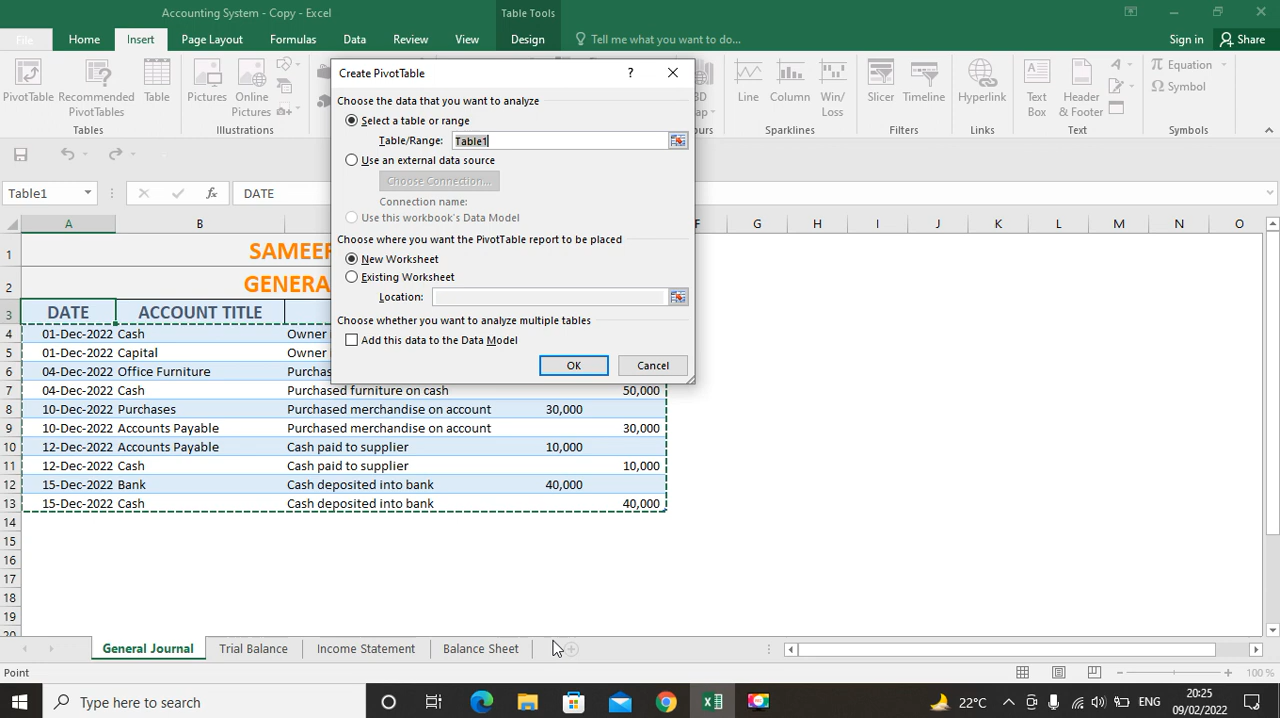 Accounting System - Copy - Excel
Table Tools
File
Home
Insert
Page Layout
Formulas
Data
Review
View
Design
Tell me what you want to do...
Sign in
Share
PivotTable
Recommended
PivotTables
Table
Pictures
Online
Pictures
Tables
Illustrations
3D
Line
Column
Win/
Loss
Slicer
Timeline
Hyperlink
Text
Box
Header
& Footer
Equation
Symbol
Sparklines
Filters
Links
Text
Symbols
Create PivotTable
?
Choose the data that you want to analyze
Select a table or range
Table/Range: Table1
Use an external data source
Choose Connection...
Connection name:
Use this workbook's Data Model
Choose where you want the PivotTable report to be placed
New Worksheet
Existing Worksheet
Location:
Choose whether you want to analyze multiple tables
Add this data to the Data Model
OK
Cancel
Table1
fx
DATE
A B F G H I J K L M N O
1 SAMEER
2 GENERA
3 DATE ACCOUNT TITLE
4 01-Dec-2022 Cash Owner
5 01-Dec-2022 Capital Owner
6 04-Dec-2022 Office Furniture Purchas
7 04-Dec-2022 Cash Purchased furniture on cash 50,000
8 10-Dec-2022 Purchases Purchased merchandise on account 30,000
9 10-Dec-2022 Accounts Payable Purchased merchandise on account 30,000
10 12-Dec-2022 Accounts Payable Cash paid to supplier 10,000
11 12-Dec-2022 Cash Cash paid to supplier 10,000
12 15-Dec-2022 Bank Cash deposited into bank 40,000
13 15-Dec-2022 Cash Cash deposited into bank 40,000
14
15
16
17
18
19
20
General Journal
Trial Balance
Income Statement
Balance Sheet
Point
100 %
Type here to search
22°C
ENG
20:25
09/02/2022